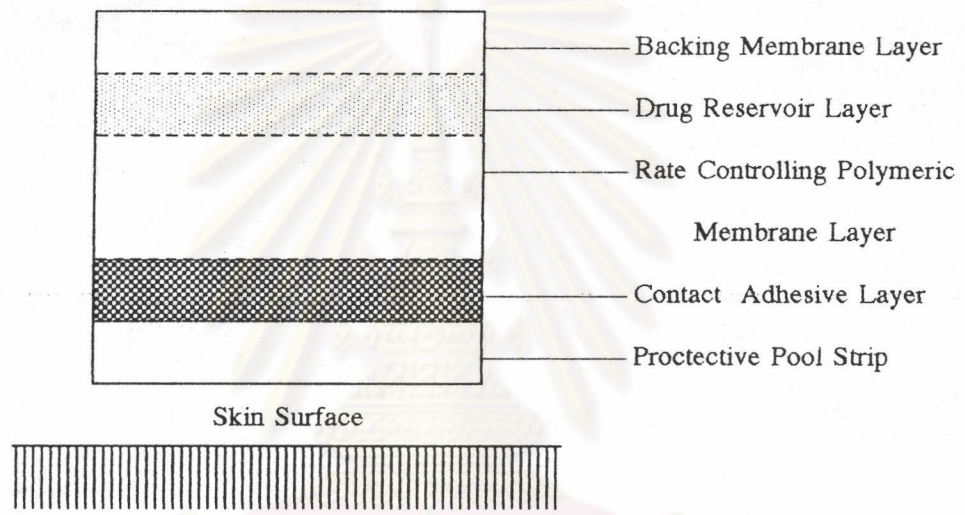 Backing Membrane Layer
Drug Reservoir Layer
Rate Controlling Polymeric
Membrane Layer
Contact Adhesive Layer
Proctective Pool Strip
Skin Surface